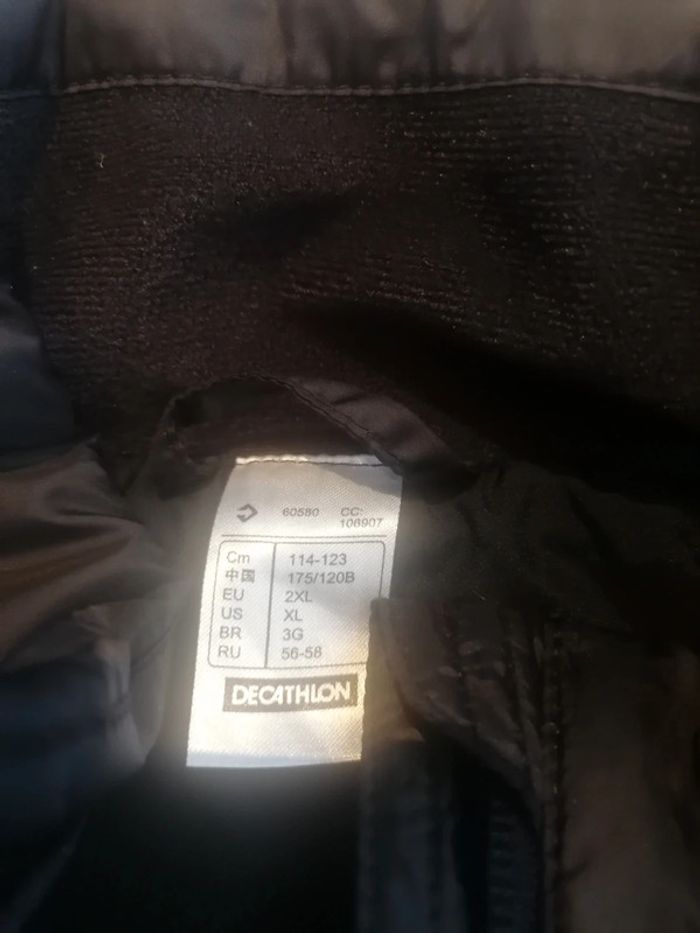 60580 CC:
106907
Cm 114-123
中国 175/120B
EU 2XL
US XL
BR 3G
RU 56-58
DECATHLON